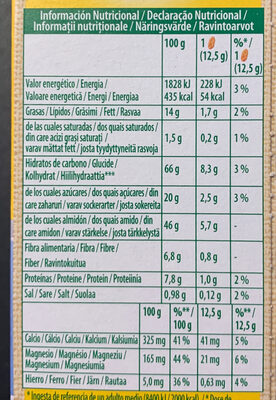 Información Nutricional / Declaração Nutricional /
Informații nutriționale / Näringsvärde / Ravintoarvot
100 g 1 (12,5 g) %*/ 1 (12,5 g)
Valor energético / Energia / 1828 kJ 228 kJ 3 %
Valoare energetică / Energi / Energiaa 435 kcal 54 kcal
Grasas / Lípidos / Grăsimi / Fett / Rasvaa 14 g 1,7 g 2 %
de las cuales saturadas / dos quais saturados /
din care acizi grași saturați 1,5 g 0,2 g 1 %
varav mättat fett / josta tyydyttyneitä rasvoja
Hidratos de carbono / Glucide / 66 g 8,3 g 3 %
Kolhydrat / Hiilihydraattia***
de los cuales azúcares / dos quais açúcares / din 20 g 2,5 g 3 %
care zaharuri / varav sockerarter / josta sokereita
de los cuales almidón / dos quais amido / din 46 g 5,7 g -
care amidon / varav stärkelse / josta tärkkelystä
Fibra alimentaria / Fibra / Fibre / 6,8 g 0,8 g -
Fiber / Ravintokuitua
Proteínas / Proteine / Protein / Proteiinia 7,8 g 1,0 g 2 %
Sal / Sare / Salt / Suolaa 0,98 g 0,12 g 2 %
100 g %**/ 100 g 12,5 g %**/ 12,5 g
Calcio / Cálcio / Calciu / Kalcium / Kalsiumia 325 mg 41 % 41 mg 5 %
Magnesio / Magnésio / Magneziu / 165 mg 44 % 21 mg 6 %
Magnesium / Magnesiumia
Hierro / Ferro / Fier / Järn / Rautaa 5,0 mg 36 % 0,63 mg 4 %
* Ingesta de referencia de un adulto medio (8400 kJ / 2000 kcal)